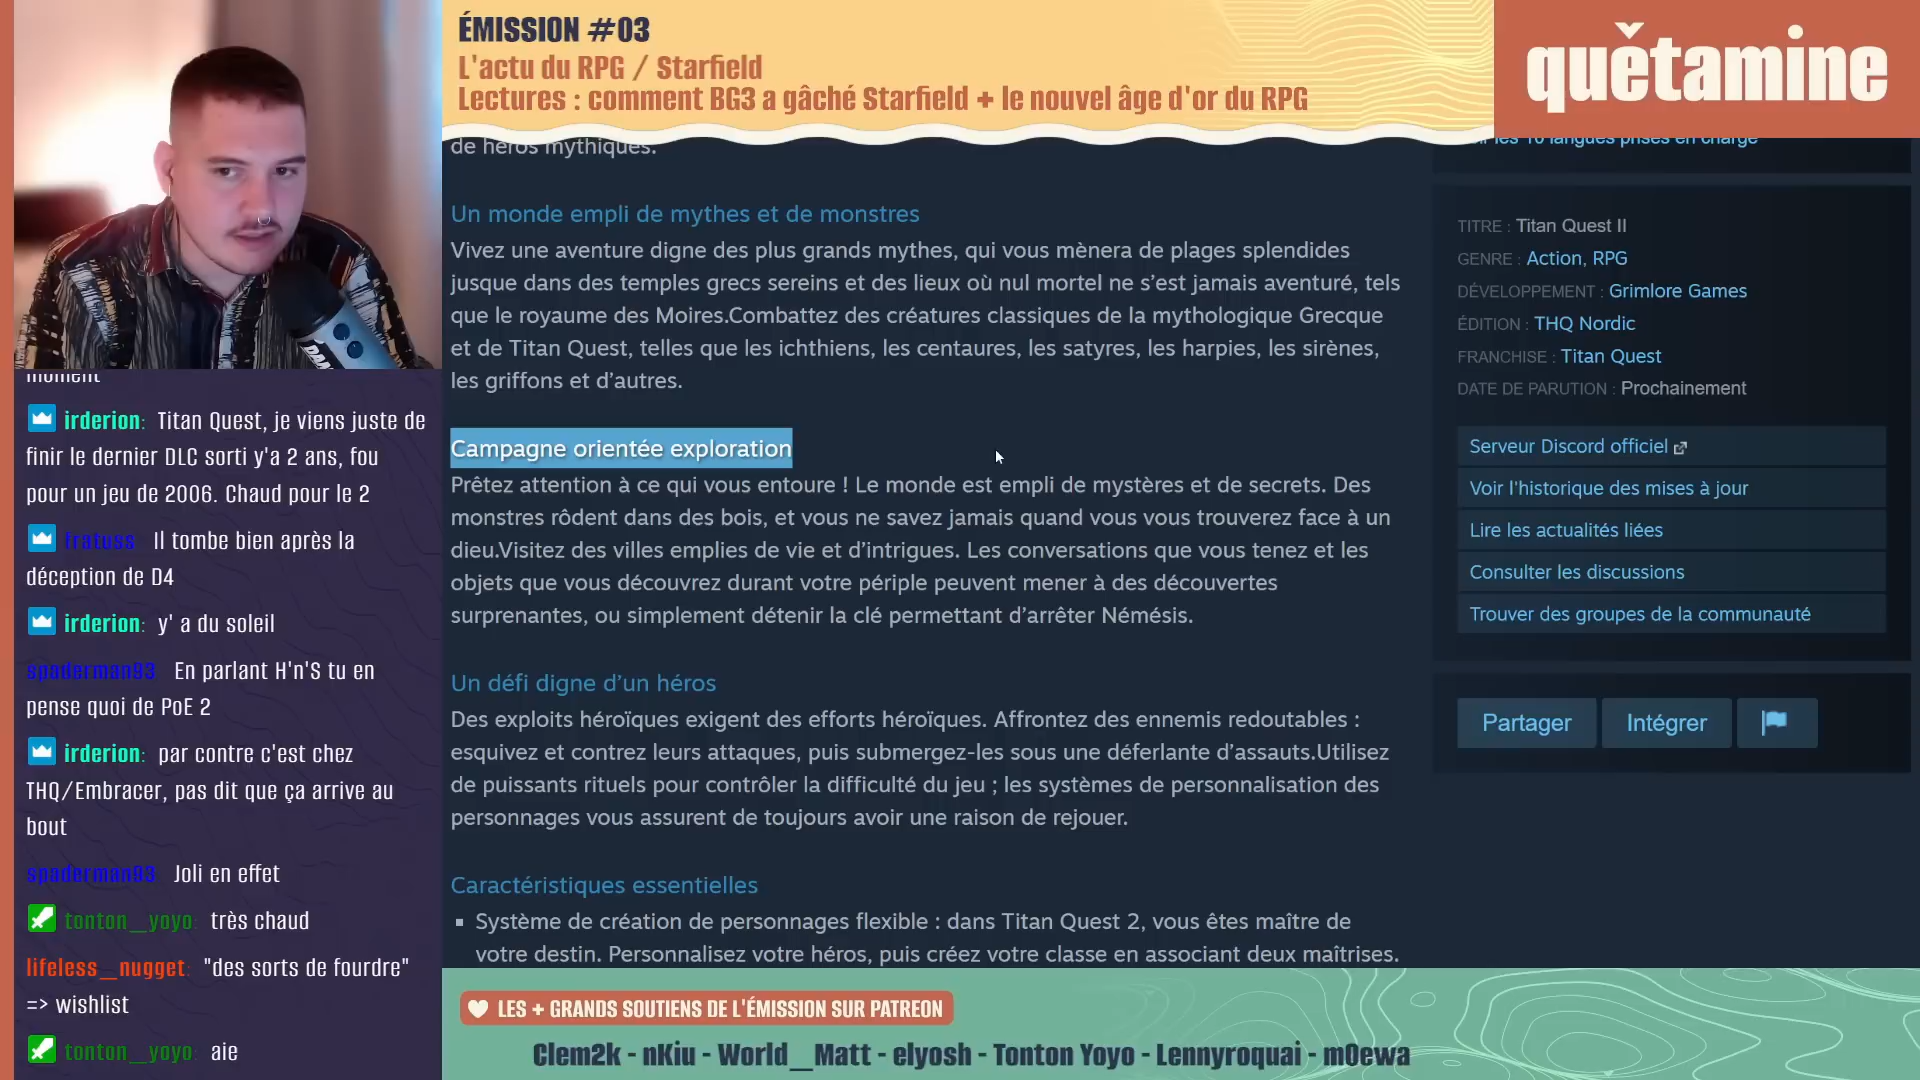 ÉMISSION #03
L'actu du RPG / Starfield
Lectures : comment BG3 a gâché Starfield + le nouvel âge d'or du RPG
quětamine
de héros mythiques.
Un monde empli de mythes et de monstres
Vivez une aventure digne des plus grands mythes, qui vous mènera de plages splendides
jusque dans des temples grecs sereins et des lieux où nul mortel ne s'est jamais aventuré, tels
que le royaume des Moires.Combattez des créatures classiques de la mythologique Grecque
et de Titan Quest, telles que les ichthiens, les centaures, les satyres, les harpies, les sirènes,
les griffons et d'autres.
Campagne orientée exploration
Prêtez attention à ce qui vous entoure ! Le monde est empli de mystères et de secrets. Des
monstres rôdent dans des bois, et vous ne savez jamais quand vous vous trouverez face à un
dieu.Visitez des villes emplies de vie et d'intrigues. Les conversations que vous tenez et les
objets que vous découvrez durant votre périple peuvent mener à des découvertes
surprenantes, ou simplement détenir la clé permettant d'arrêter Némésis.
Un défi digne d'un héros
Des exploits héroïques exigent des efforts héroïques. Affrontez des ennemis redoutables :
esquivez et contrez leurs attaques, puis submergez-les sous une déferlante d'assauts.Utilisez
de puissants rituels pour contrôler la difficulté du jeu ; les systèmes de personnalisation des
personnages vous assurent de toujours avoir une raison de rejouer.
Caractéristiques essentielles
▪ Système de création de personnages flexible : dans Titan Quest 2, vous êtes maître de
votre destin. Personnalisez votre héros, puis créez votre classe en associant deux maîtrises.
les 10 langues prises en charge
TITRE : Titan Quest II
GENRE : Action, RPG
DÉVELOPPEMENT : Grimlore Games
ÉDITION : THQ Nordic
FRANCHISE : Titan Quest
DATE DE PARUTION : Prochainement
Serveur Discord officiel
Voir l'historique des mises à jour
Lire les actualités liées
Consulter les discussions
Trouver des groupes de la communauté
Partager
Intégrer
moment
irderion: Titan Quest, je viens juste de
finir le dernier DLC sorti y'a 2 ans, fou
pour un jeu de 2006. Chaud pour le 2
fratuss: Il tombe bien après la
déception de D4
irderion: y' a du soleil
spaderman93: En parlant H'n'S tu en
pense quoi de PoE 2
irderion: par contre c'est chez
THQ/Embracer, pas dit que ça arrive au
bout
spaderman93: Joli en effet
tonton_yoyo: très chaud
lifeless_nugget: "des sorts de fourdre"
=> wishlist
tonton_yoyo: aie
LES + GRANDS SOUTIENS DE L'ÉMISSION SUR PATREON
Clem2k - nKiu - World_Matt - elyosh - Tonton Yoyo - Lennyroquai - m0ewa